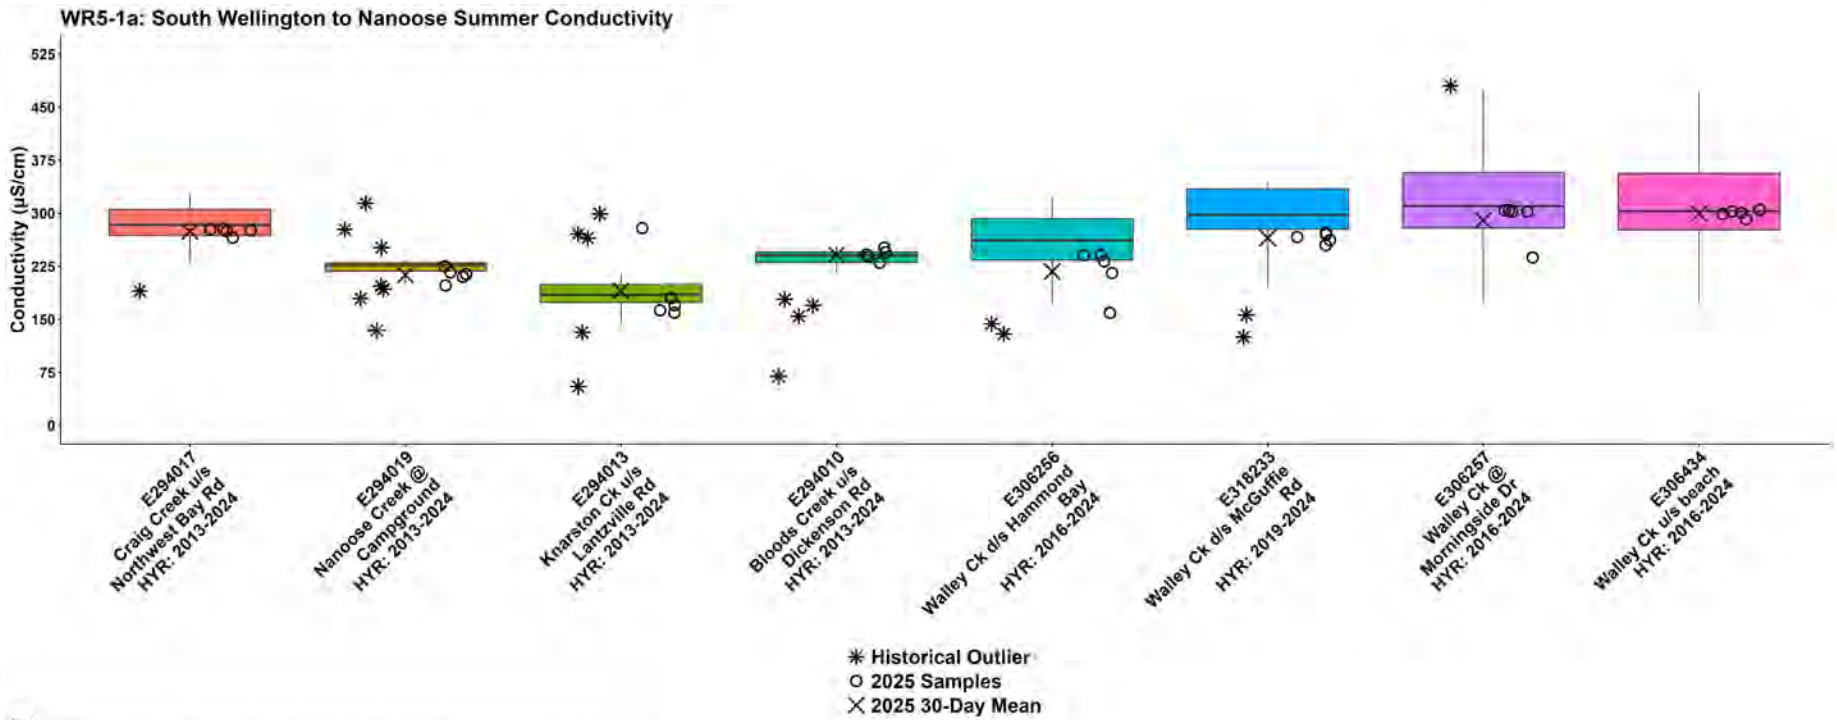 WR5-1a: South Wellington to Nanoose Summer Conductivity
Conductivity (µS/cm)
525
450
375
300
225
150
75
0
E294017
Craig Creek u/s
Northwest Bay Rd
HYR: 2013-2024
E294019
Nanoose Creek @
Campground
HYR: 2013-2024
E294013
Knarston Ck u/s
Lantzville Rd
HYR: 2013-2024
E294010
Bloods Creek u/s
Dickenson Rd
HYR: 2013-2024
E306256
Walley Ck d/s Hammond
Bay
HYR: 2016-2024
E318233
Walley Ck d/s McGuffie
Rd
HYR: 2019-2024
E306257
Walley Ck @
Morningside Dr
HYR: 2016-2024
E306434
Walley Ck u/s beach
HYR: 2016-2024
Historical Outlier
2025 Samples
2025 30-Day Mean